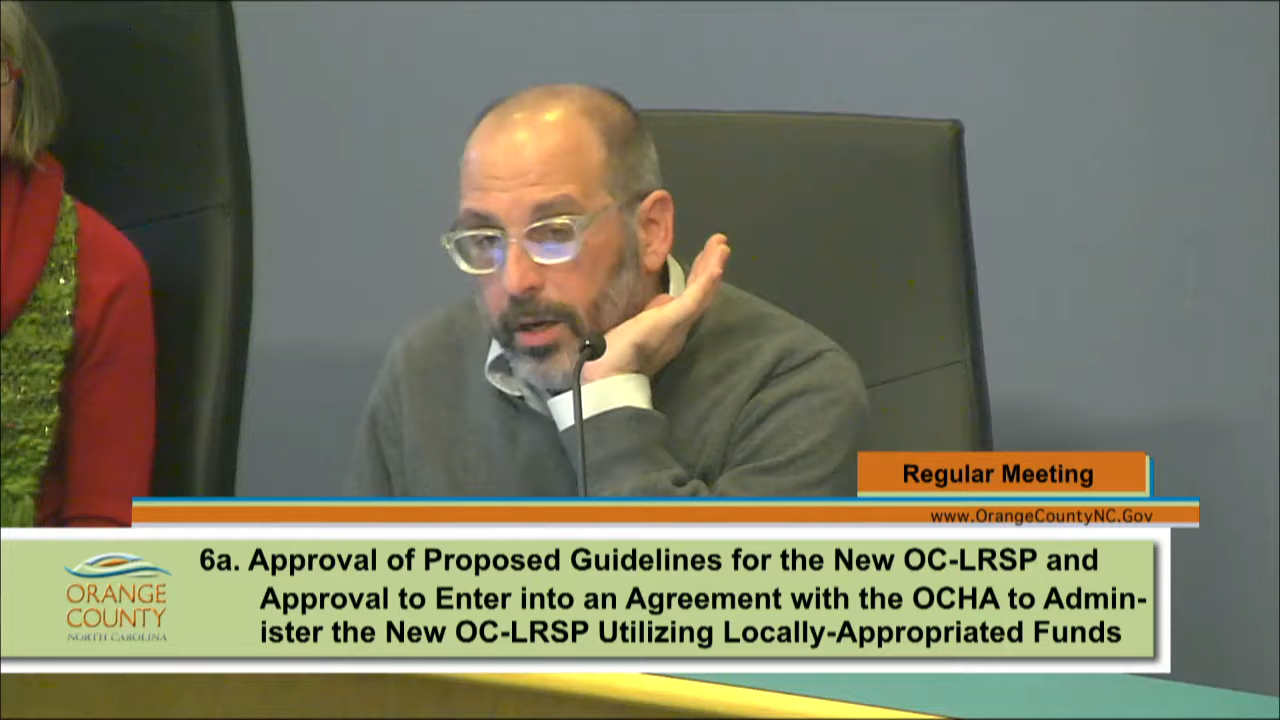 Regular Meeting
www.OrangeCountyNC.Gov
6a. Approval of Proposed Guidelines for the New OC-LRSP and
Approval to Enter into an Agreement with the OCHA to Admin-
ister the New OC-LRSP Utilizing Locally-Appropriated Funds
ORANGE
COUNTY
NORTH CAROLINA